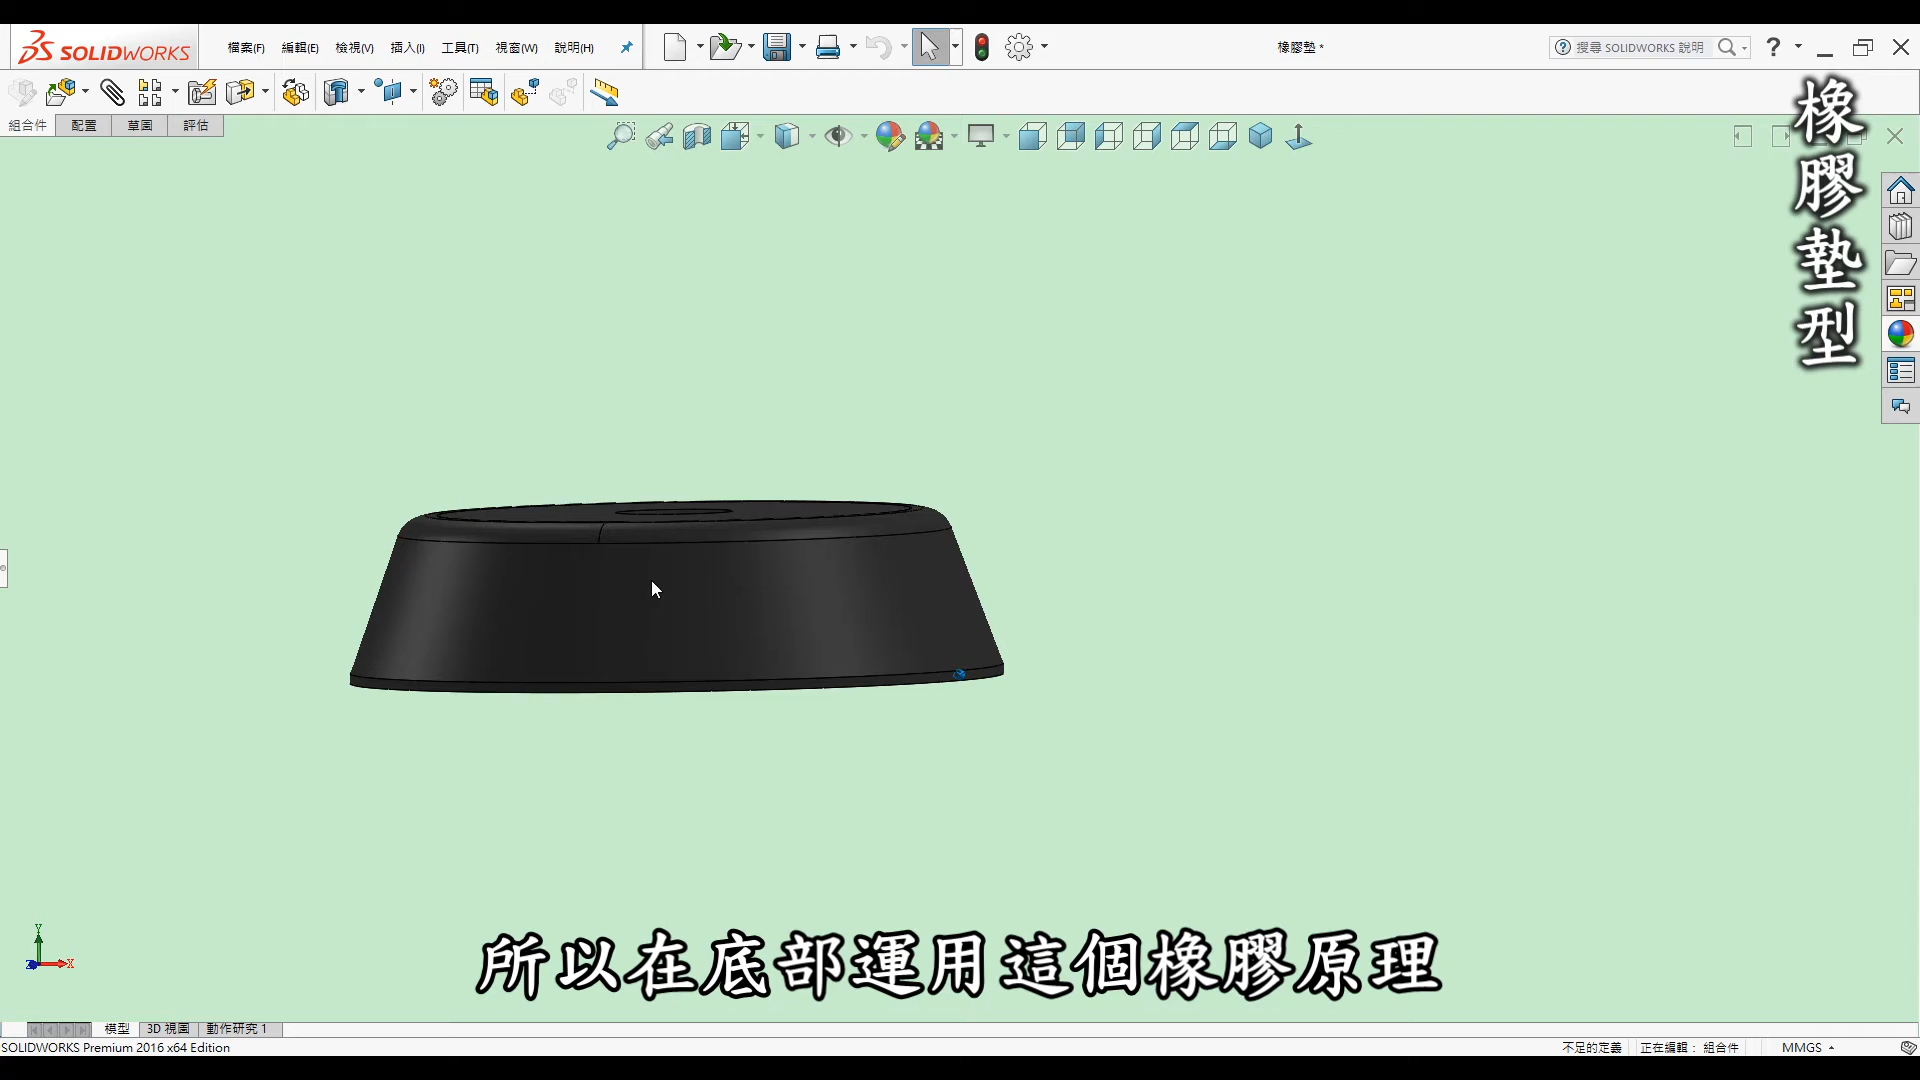 SOLIDWORKS
檔案(F) 編輯(E) 檢視(V) 插入(I) 工具(T) 視窗(W) 說明(H)
橡膠墊 *
搜尋 SOLIDWORKS 說明
組合件 配置 草圖 評估
橡膠墊型
所以在底部運用這個橡膠原理
Y
Z X
模型 3D 視圖 動作研究 1
SOLIDWORKS Premium 2016 x64 Edition
不足的定義 正在編輯： 組合件 MMGS